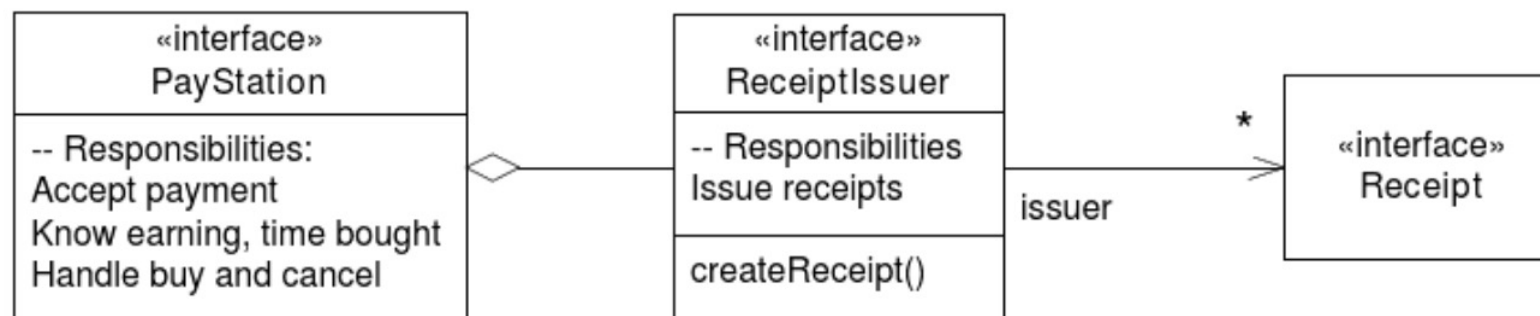 «interface»
PayStation
-- Responsibilities:
Accept payment
Know earning, time bought
Handle buy and cancel
«interface»
ReceiptIssuer
-- Responsibilities
Issue receipts
createReceipt()
issuer
*
«interface»
Receipt